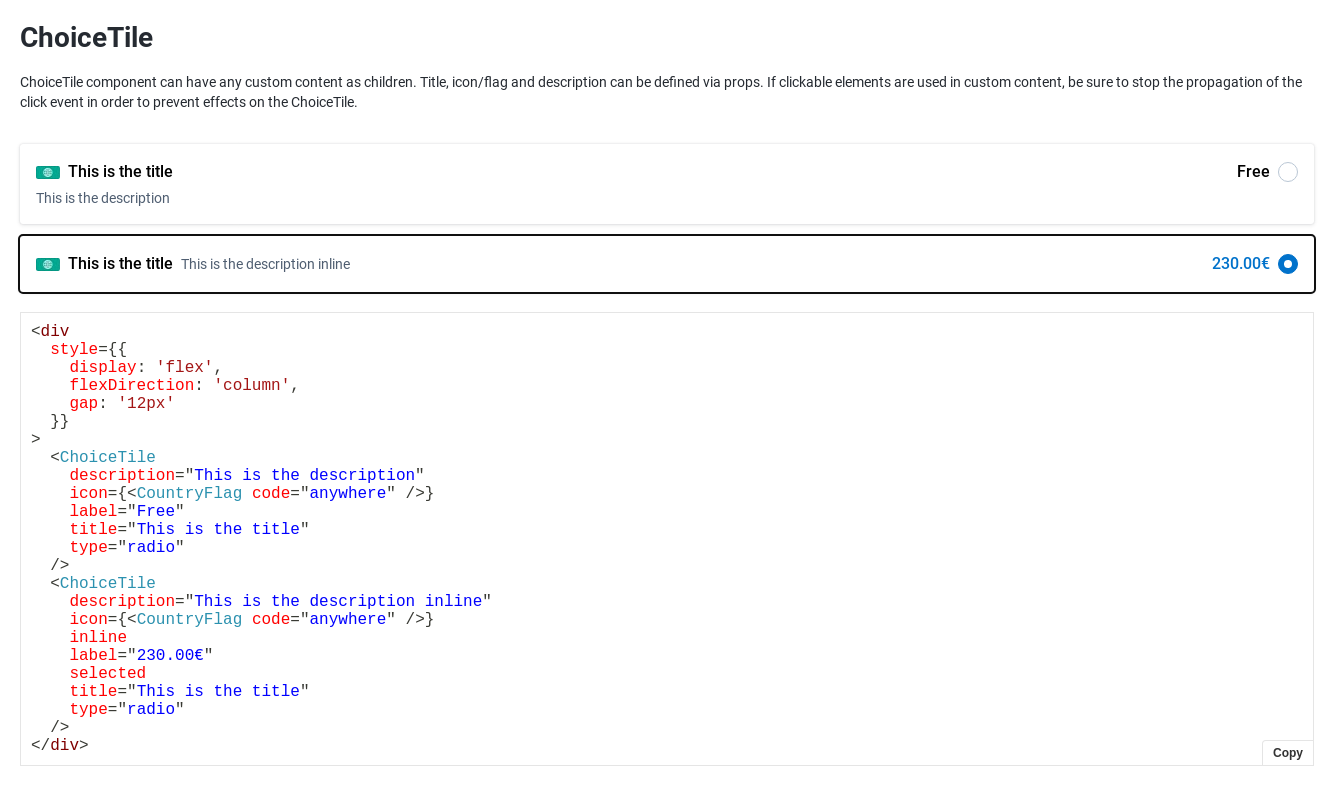 ChoiceTile
ChoiceTile component can have any custom content as children. Title, icon/flag and description can be defined via props. If clickable elements are used in custom content, be sure to stop the propagation of the
click event in order to prevent effects on the ChoiceTile.
This is the title Free
This is the description
This is the title This is the description inline 230.00€
<div
  style={{
    display: 'flex',
    flexDirection: 'column',
    gap: '12px'
  }}
>
  <ChoiceTile
    description="This is the description"
    icon={<CountryFlag code="anywhere" />}
    label="Free"
    title="This is the title"
    type="radio"
  />
  <ChoiceTile
    description="This is the description inline"
    icon={<CountryFlag code="anywhere" />}
    inline
    label="230.00€"
    selected
    title="This is the title"
    type="radio"
  />
</div>
Copy